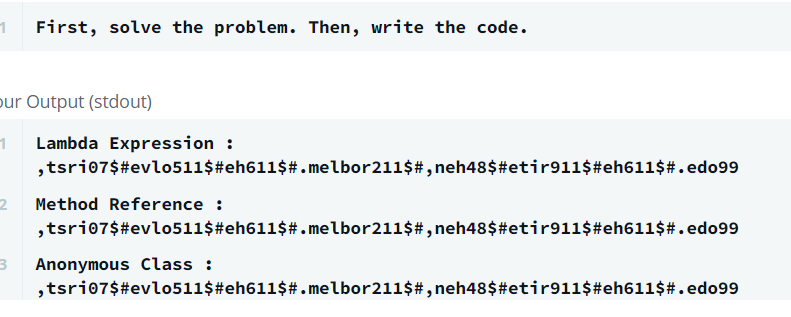 1 First, solve the problem. Then, write the code.
our Output (stdout)
1 Lambda Expression :
,tsri07$#evlo511$#eh611$#.melbor211$#,neh48$#etir911$#eh611$#.edo99
2 Method Reference :
,tsri07$#evlo511$#eh611$#.melbor211$#,neh48$#etir911$#eh611$#.edo99
3 Anonymous Class :
,tsri07$#evlo511$#eh611$#.melbor211$#,neh48$#etir911$#eh611$#.edo99